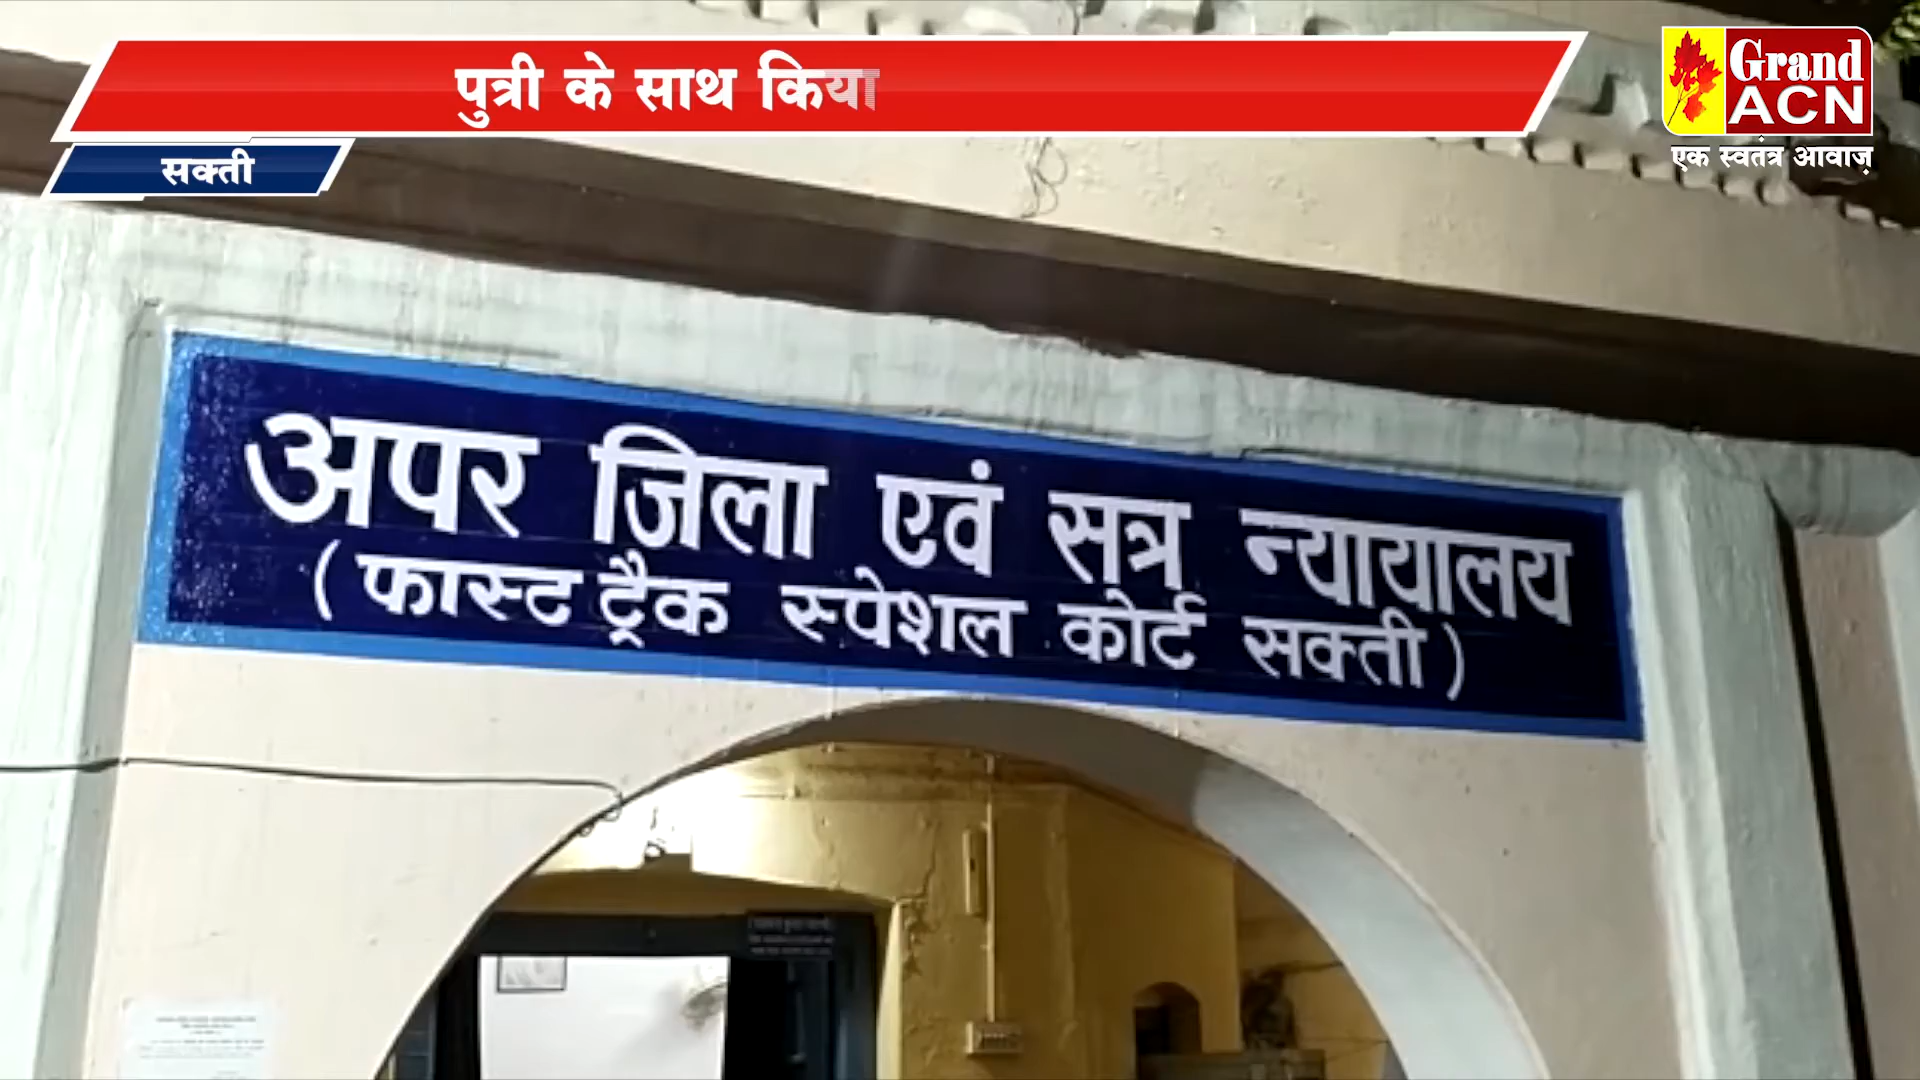 पुत्री के साथ किया
Grand
ACN
एक स्वतंत्र आवाज़
सक्ती
अपर जिला एवं सत्र न्यायालय
(फास्ट ट्रैक स्पेशल कोर्ट सक्ती)